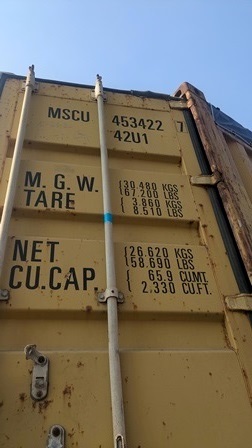 MSCU 453422 7
42U1
M.G.W. 30.480 KGS
67.200 LBS
TARE 3.860 KGS
8.510 LBS
NET 26.620 KGS
58.690 LBS
CU.CAP. 65.9 CU.MT.
2.330 CU.FT.